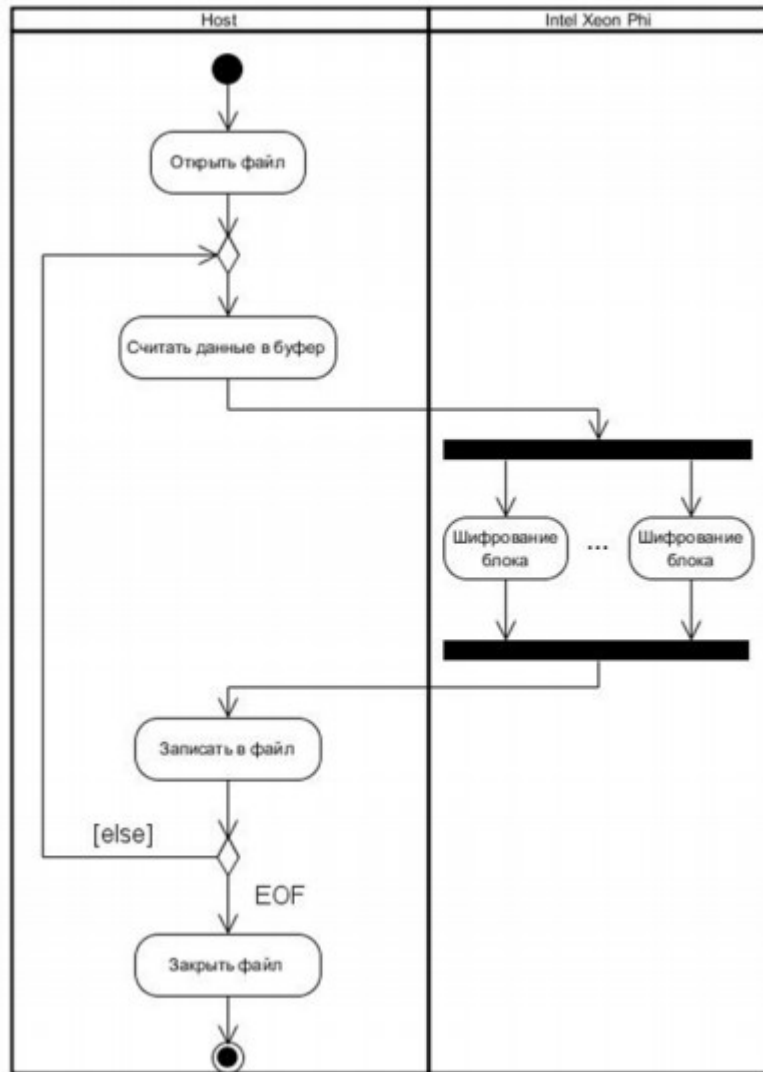 Host
Intel Xeon Phi
Открыть файл
Считать данные в буфер
Шифрование
блока
...
Шифрование
блока
Записать в файл
[else]
EOF
Закрыть файл